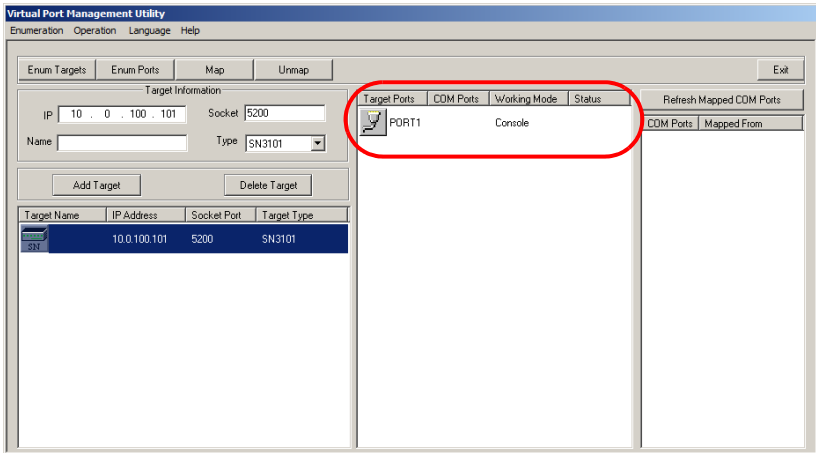 Virtual Port Management Utility
Enumeration Operation Language Help
Enum Targets Enum Ports Map Unmap Exit
Target Information
IP 10 . 0 . 100 . 101 Socket 5200
Name Type SN3101
Add Target Delete Target
Target Name IP Address Socket Port Target Type
SN 10.0.100.101 5200 SN3101
Target Ports COM Ports Working Mode Status
PORT1 Console
Refresh Mapped COM Ports
COM Ports Mapped From